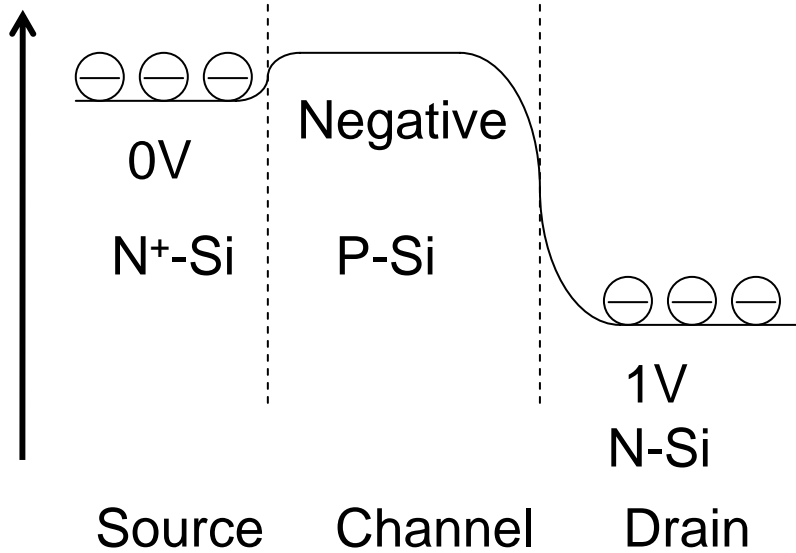 Negative
0V
N⁺-Si
P-Si
1V
N-Si
Source
Channel
Drain